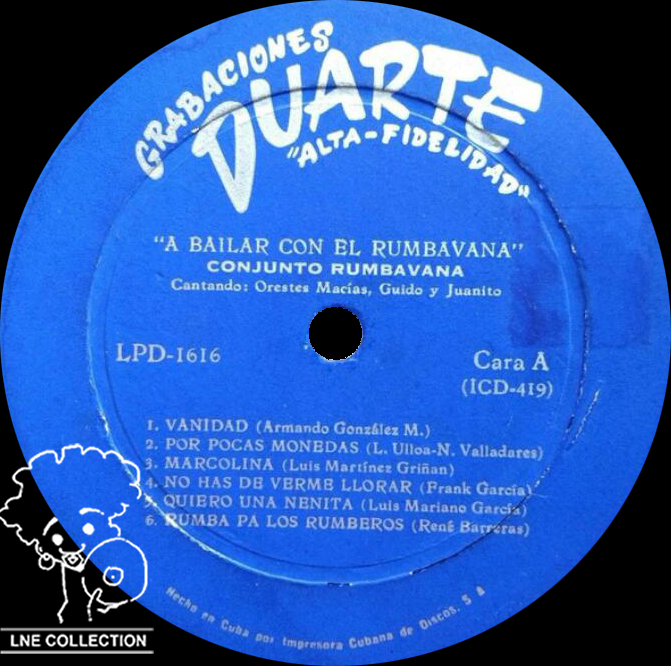 GRABACIONES
DUARTE
"ALTA-FIDELIDAD"
"A BAILAR CON EL RUMBAVANA"
CONJUNTO RUMBAVANA
Cantando: Orestes Macías, Guido y Juanito
LPD-1616
Cara A
(ICD-419)
1. VANIDAD (Armando González M.)
2. POR POCAS MONEDAS (L. Ulloa-N. Valladares)
3. MARCOLINA (Luis Martínez Griñan)
4. NO HAS DE VERME LLORAR (Frank García)
5. QUIERO UNA NENITA (Luis Mariano García)
6. RUMBA PA LOS RUMBEROS (René Barreras)
Hecho en Cuba por Impresora Cubana de Discos, S A
LNE COLLECTION